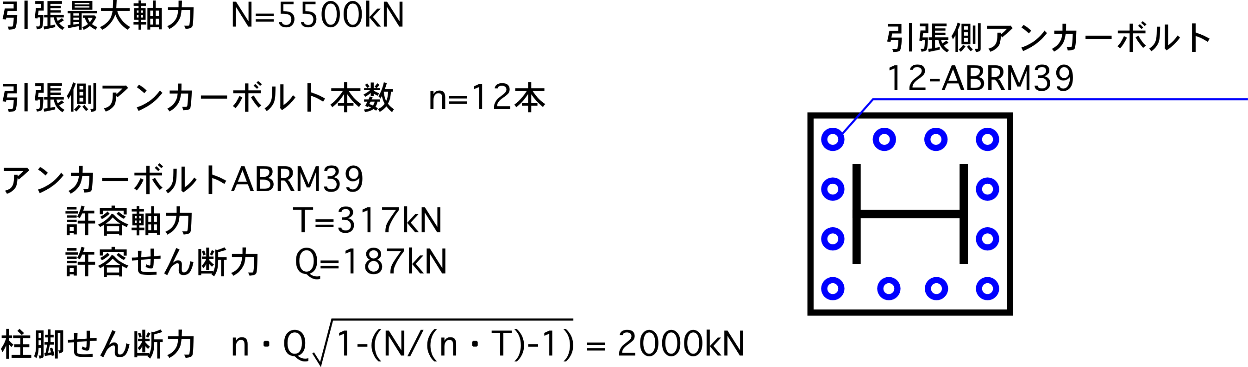 引張最大軸力　N=5500kN
引張側アンカーボルト本数　n=12本
アンカーボルトABRM39
許容軸力　T=317kN
許容せん断力　Q=187kN
柱脚せん断力　n・Q√1-(N/(n・T)-1) = 2000kN
引張側アンカーボルト
12-ABRM39